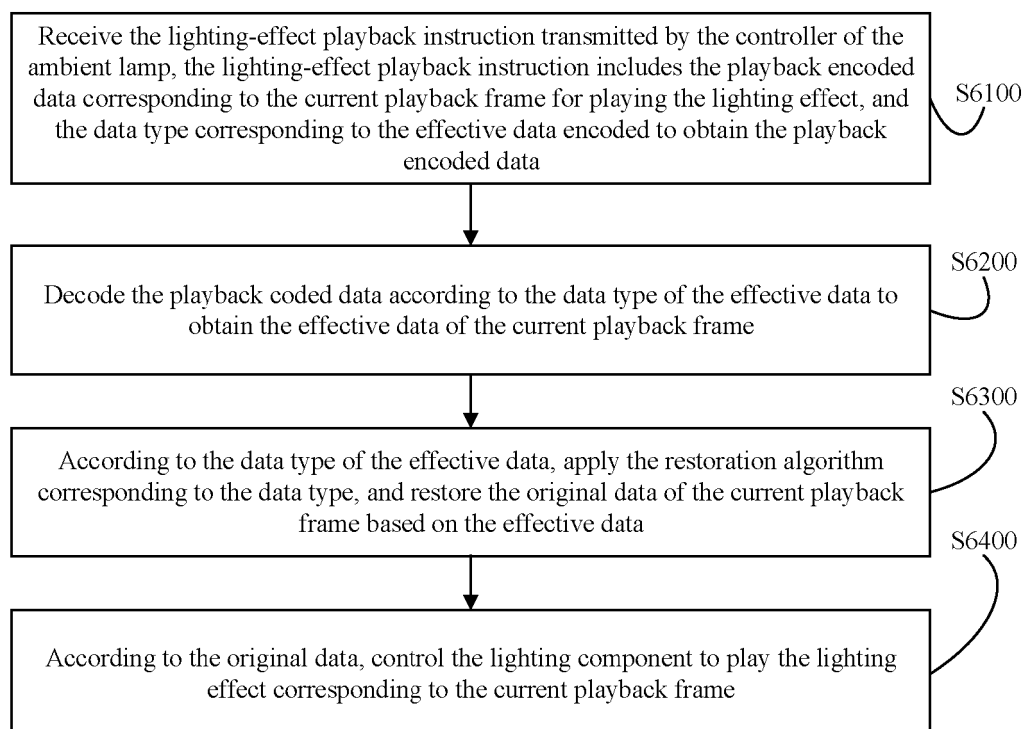 Receive the lighting-effect playback instruction transmitted by the controller of the
ambient lamp, the lighting-effect playback instruction includes the playback encoded
data corresponding to the current playback frame for playing the lighting effect, and
the data type corresponding to the effective data encoded to obtain the playback
encoded data
S6100
Decode the playback coded data according to the data type of the effective data to
obtain the effective data of the current playback frame
S6200
According to the data type of the effective data, apply the restoration algorithm
corresponding to the data type, and restore the original data of the current playback
frame based on the effective data
S6300
According to the original data, control the lighting component to play the lighting
effect corresponding to the current playback frame
S6400